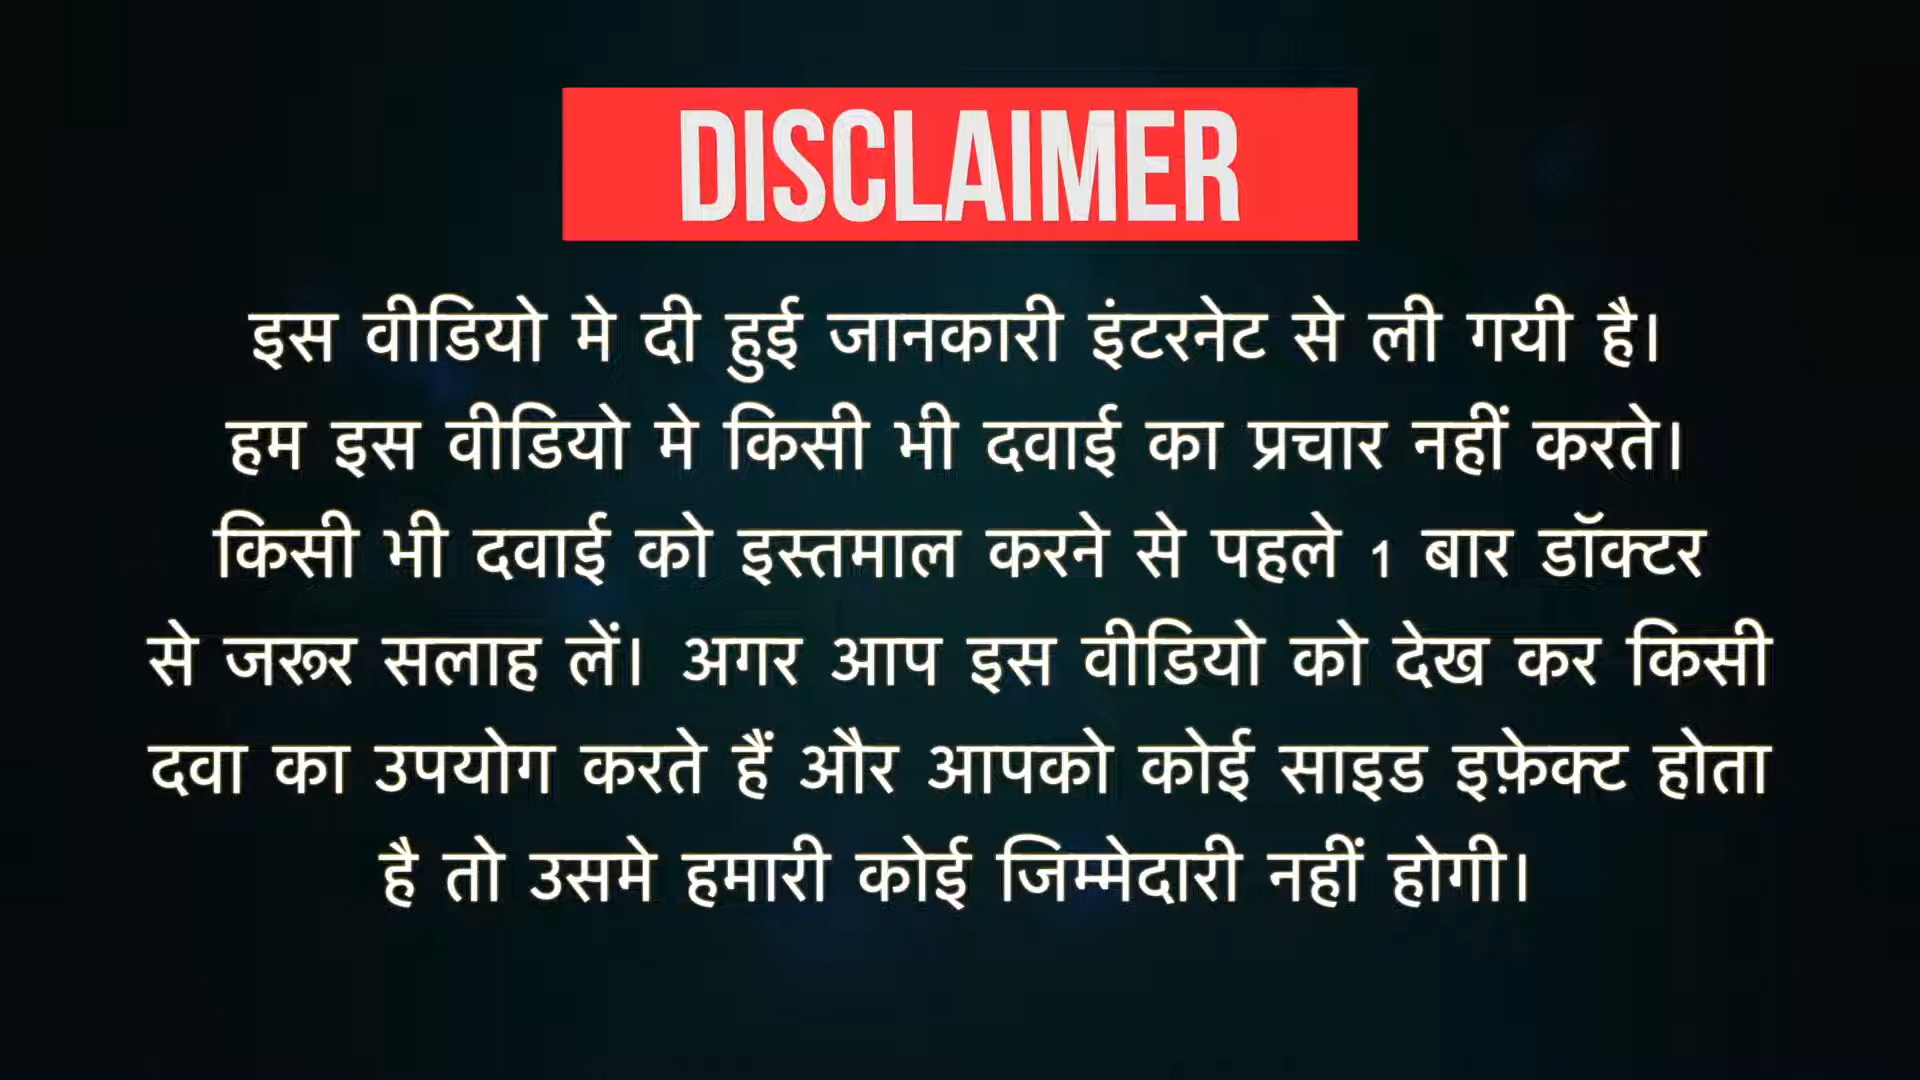 DISCLAIMER
इस वीडियो मे दी हुई जानकारी इंटरनेट से ली गयी है।
हम इस वीडियो मे किसी भी दवाई का प्रचार नहीं करते।
किसी भी दवाई को इस्तमाल करने से पहले 1 बार डॉक्टर
से जरूर सलाह लें। अगर आप इस वीडियो को देख कर किसी
दवा का उपयोग करते हैं और आपको कोई साइड इफ़ेक्ट होता
है तो उसमे हमारी कोई जिम्मेदारी नहीं होगी।